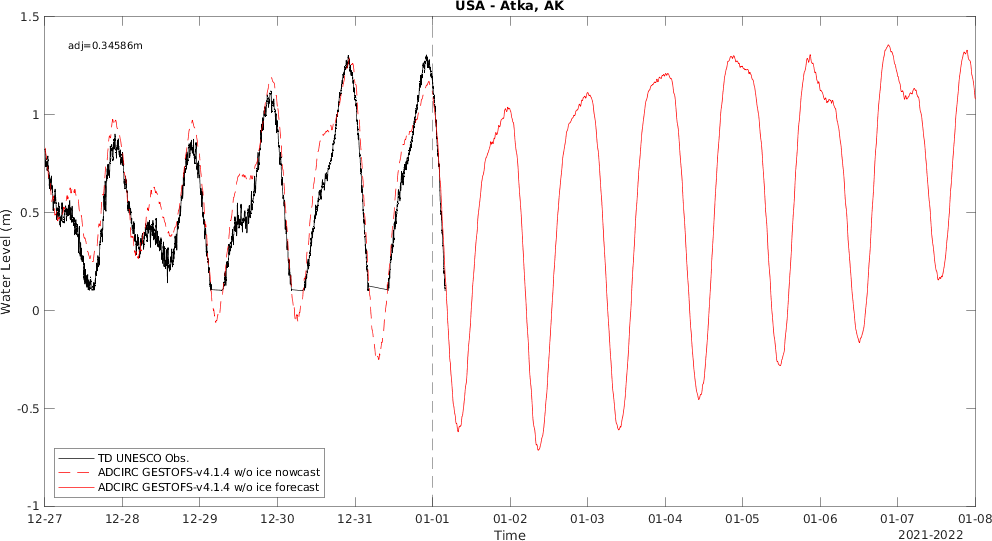 USA - Atka, AK
adj=0.34586m
1.5
1
0.5
0
-0.5
-1
Water Level (m)
TD UNESCO Obs.
ADCIRC GESTOFS-v4.1.4 w/o ice nowcast
ADCIRC GESTOFS-v4.1.4 w/o ice forecast
12-27 12-28 12-29 12-30 12-31 01-01 01-02 01-03 01-04 01-05 01-06 01-07 01-08
Time
2021-2022